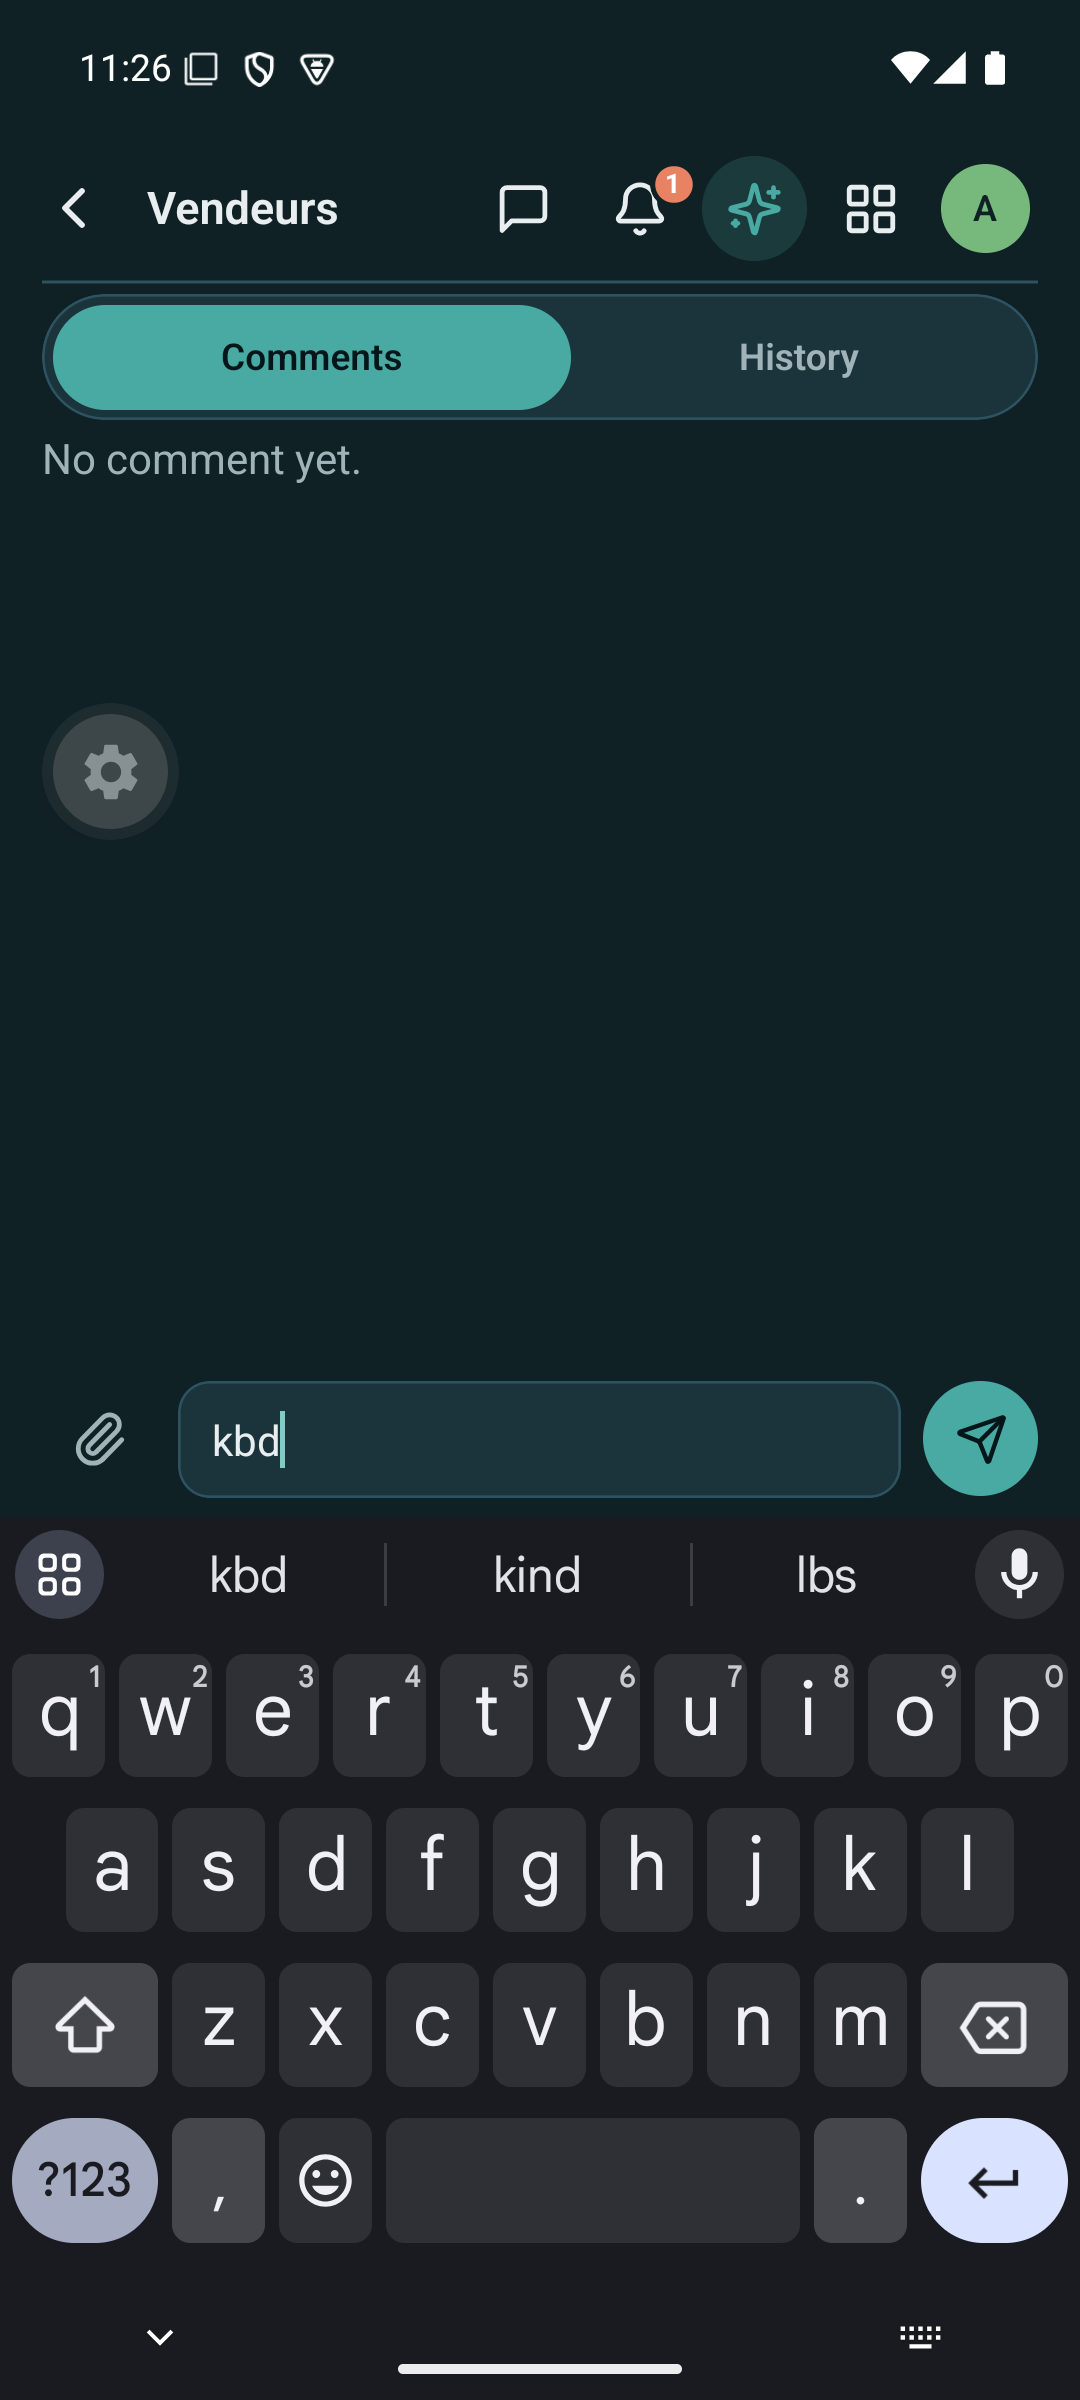 11:26
Vendeurs
1
A
Comments
History
No comment yet.
kbd
kbd kind lbs
q1 w2 e3 r4 t5 y6 u7 i8 o9 p0
a s d f g h j k l
z x c v b n m
?123 , .